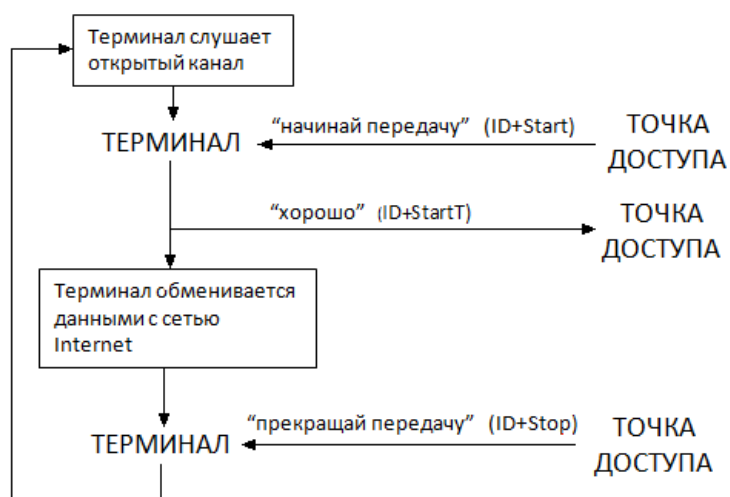 Терминал слушает
открытый канал
“начинай передачу” (ID+Start)
ТЕРМИНАЛ
ТОЧКА
ДОСТУПА
“хорошо” (ID+StartT)
ТОЧКА
ДОСТУПА
Терминал обменивается
данными с сетью
Internet
“прекращай передачу” (ID+Stop)
ТЕРМИНАЛ
ТОЧКА
ДОСТУПА